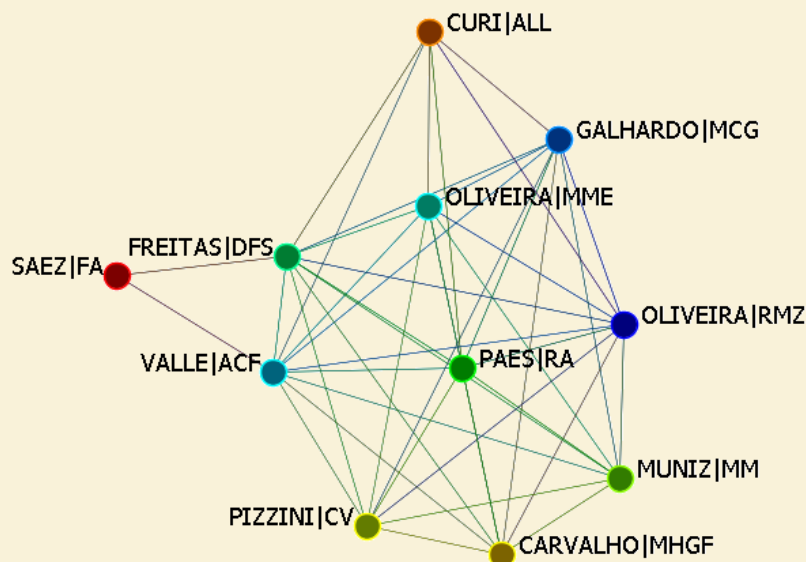 CURI|ALL
GALHARDO|MCG
OLIVEIRA|MME
FREITAS|DFS
SAEZ|FA
OLIVEIRA|RMZ
VALLE|ACF
PAES|RA
MUNIZ|MM
PIZZINI|CV
CARVALHO|MHGF